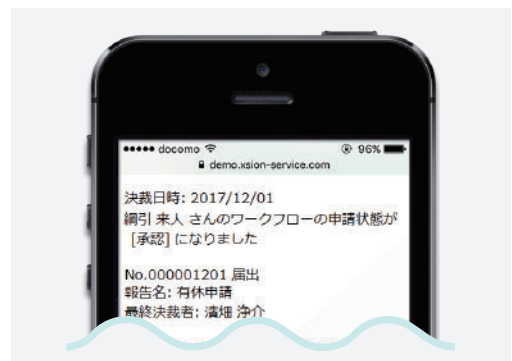 ●●●●● docomo 96%
demo.xsion-service.com
決裁日時: 2017/12/01
綱引 来人 さんのワークフローの申請状態が
[承認] になりました
No.000001201 届出
報告名: 有休申請
最終決裁者: 濱畑 浄介